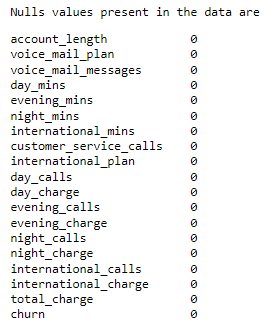 Nulls values present in the data are
account_length 0
voice_mail_plan 0
voice_mail_messages 0
day_mins 0
evening_mins 0
night_mins 0
international_mins 0
customer_service_calls 0
international_plan 0
day_calls 0
day_charge 0
evening_calls 0
evening_charge 0
night_calls 0
night_charge 0
international_calls 0
international_charge 0
total_charge 0
churn 0